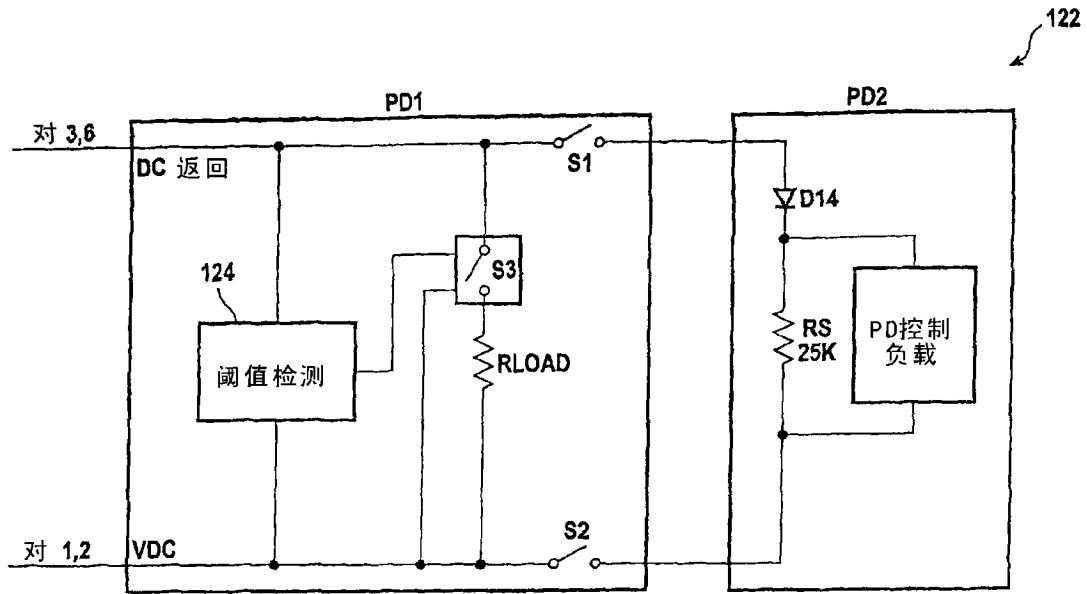 122
PD1
PD2
对 3,6
DC 返回
S1
D14
124
S3
阈值检测
RLOAD
RS
25K
PD控制
负载
对 1,2
VDC
S2